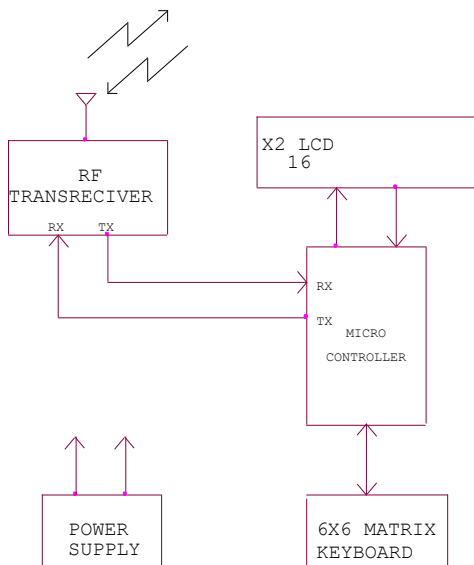 RF
TRANSRECIVER
RX TX
X2 LCD
16
RX
TX
MICRO
CONTROLLER
POWER
SUPPLY
6X6 MATRIX
KEYBOARD